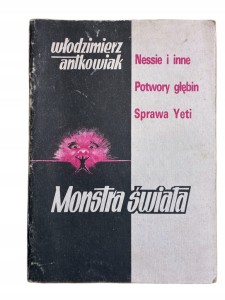 włodzimierz
antkowiak
Nessie i inne
Potwory głębin
Sprawa Yeti
Monstra świata